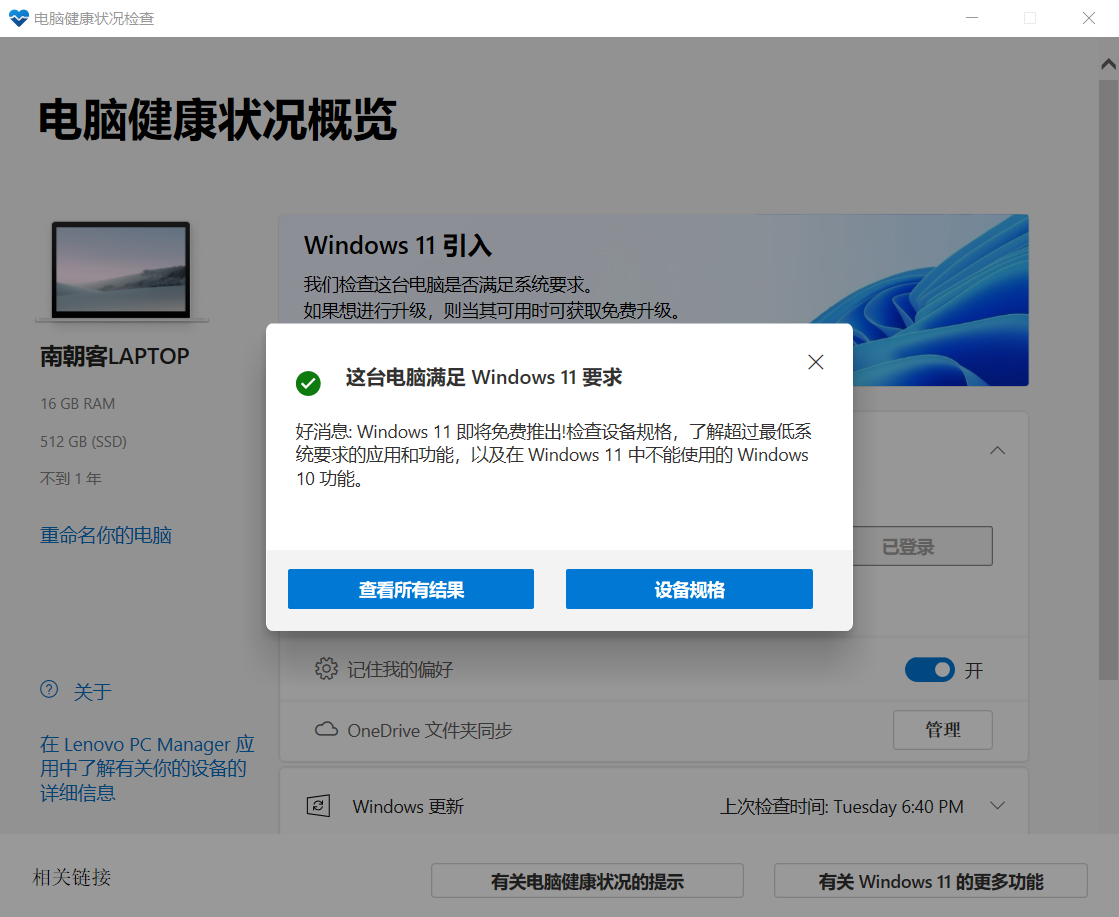 电脑健康状况检查
电脑健康状况概览
Windows 11 引入
我们检查这台电脑是否满足系统要求。
如果想进行升级，则当其可用时可获取免费升级。
南朝客LAPTOP
16 GB RAM
512 GB (SSD)
不到 1 年
重命名你的电脑
关于
在 Lenovo PC Manager 应
用中了解有关你的设备的
详细信息
这台电脑满足 Windows 11 要求
好消息: Windows 11 即将免费推出!检查设备规格，了解超过最低系
统要求的应用和功能，以及在 Windows 11 中不能使用的 Windows
10 功能。
查看所有结果
设备规格
已登录
记住我的偏好
开
OneDrive 文件夹同步
管理
Windows 更新
上次检查时间: Tuesday 6:40 PM
相关链接
有关电脑健康状况的提示
有关 Windows 11 的更多功能